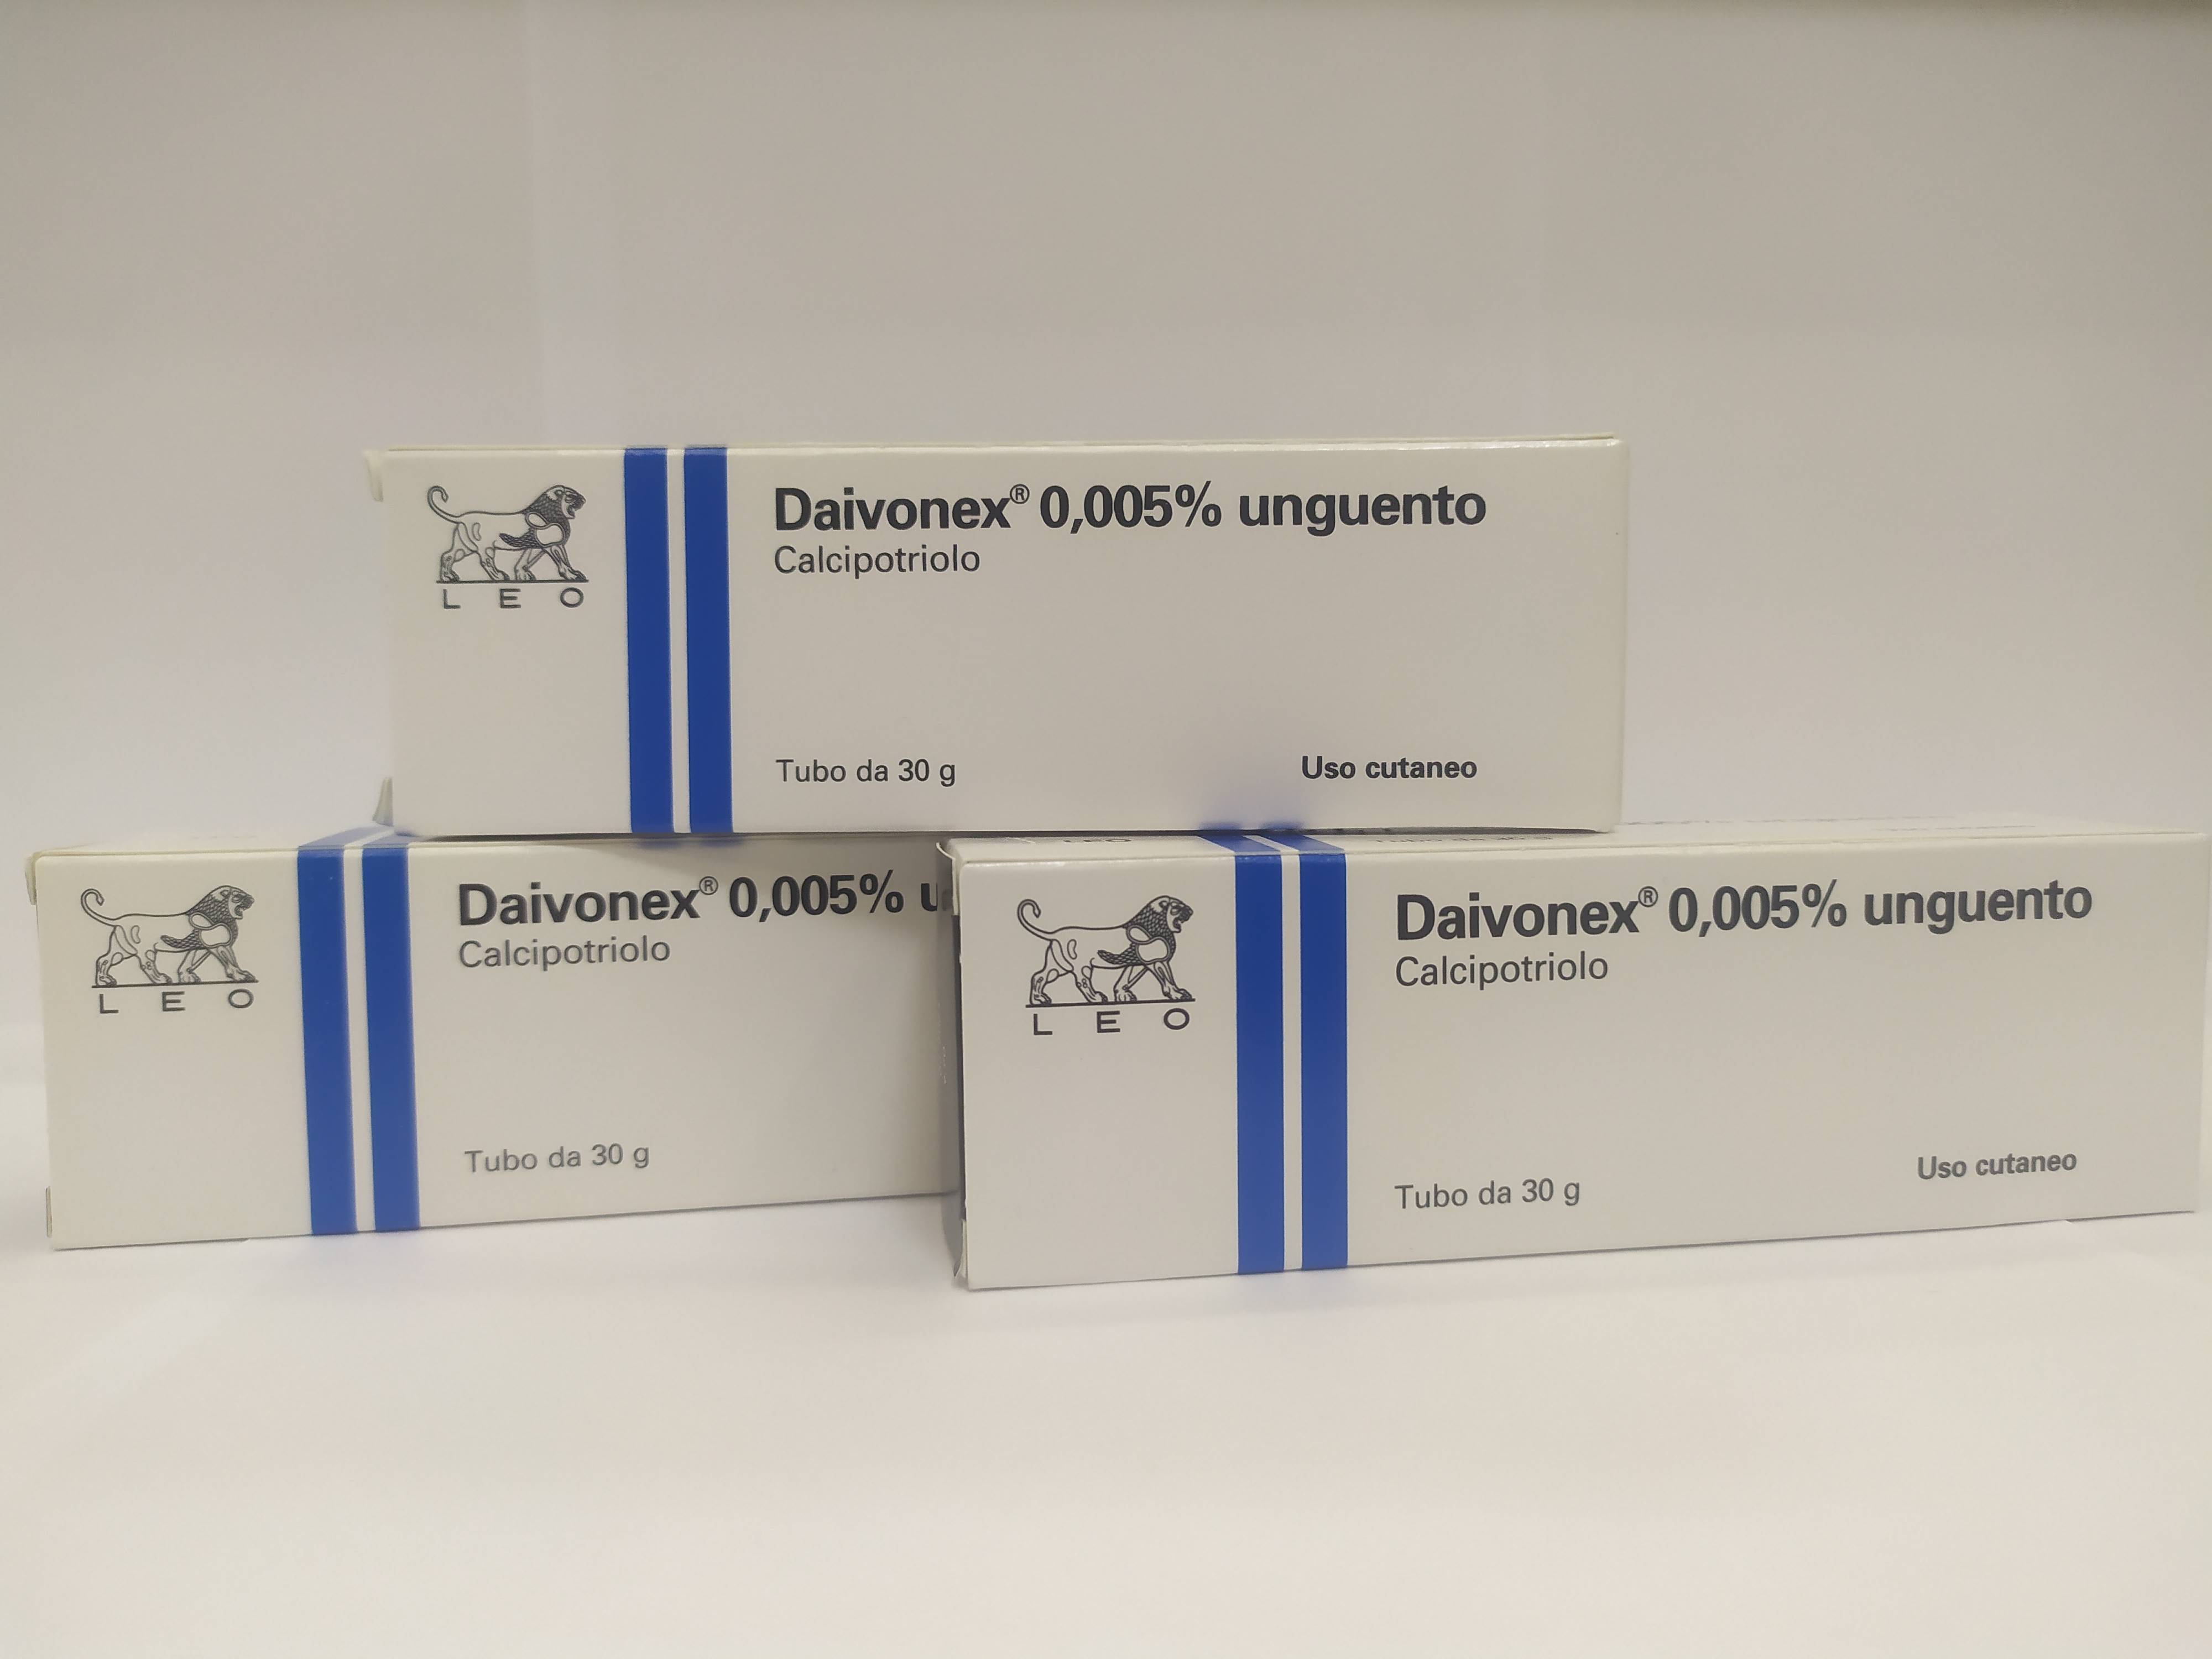 LEO
Daivonex® 0,005% unguento
Calcipotriolo
Tubo da 30 g
Uso cutaneo
LEO
Daivonex® 0,005%
Calcipotriolo
Tubo da 30 g
LEO
Daivonex® 0,005% unguento
Calcipotriolo
Tubo da 30 g
Uso cutaneo